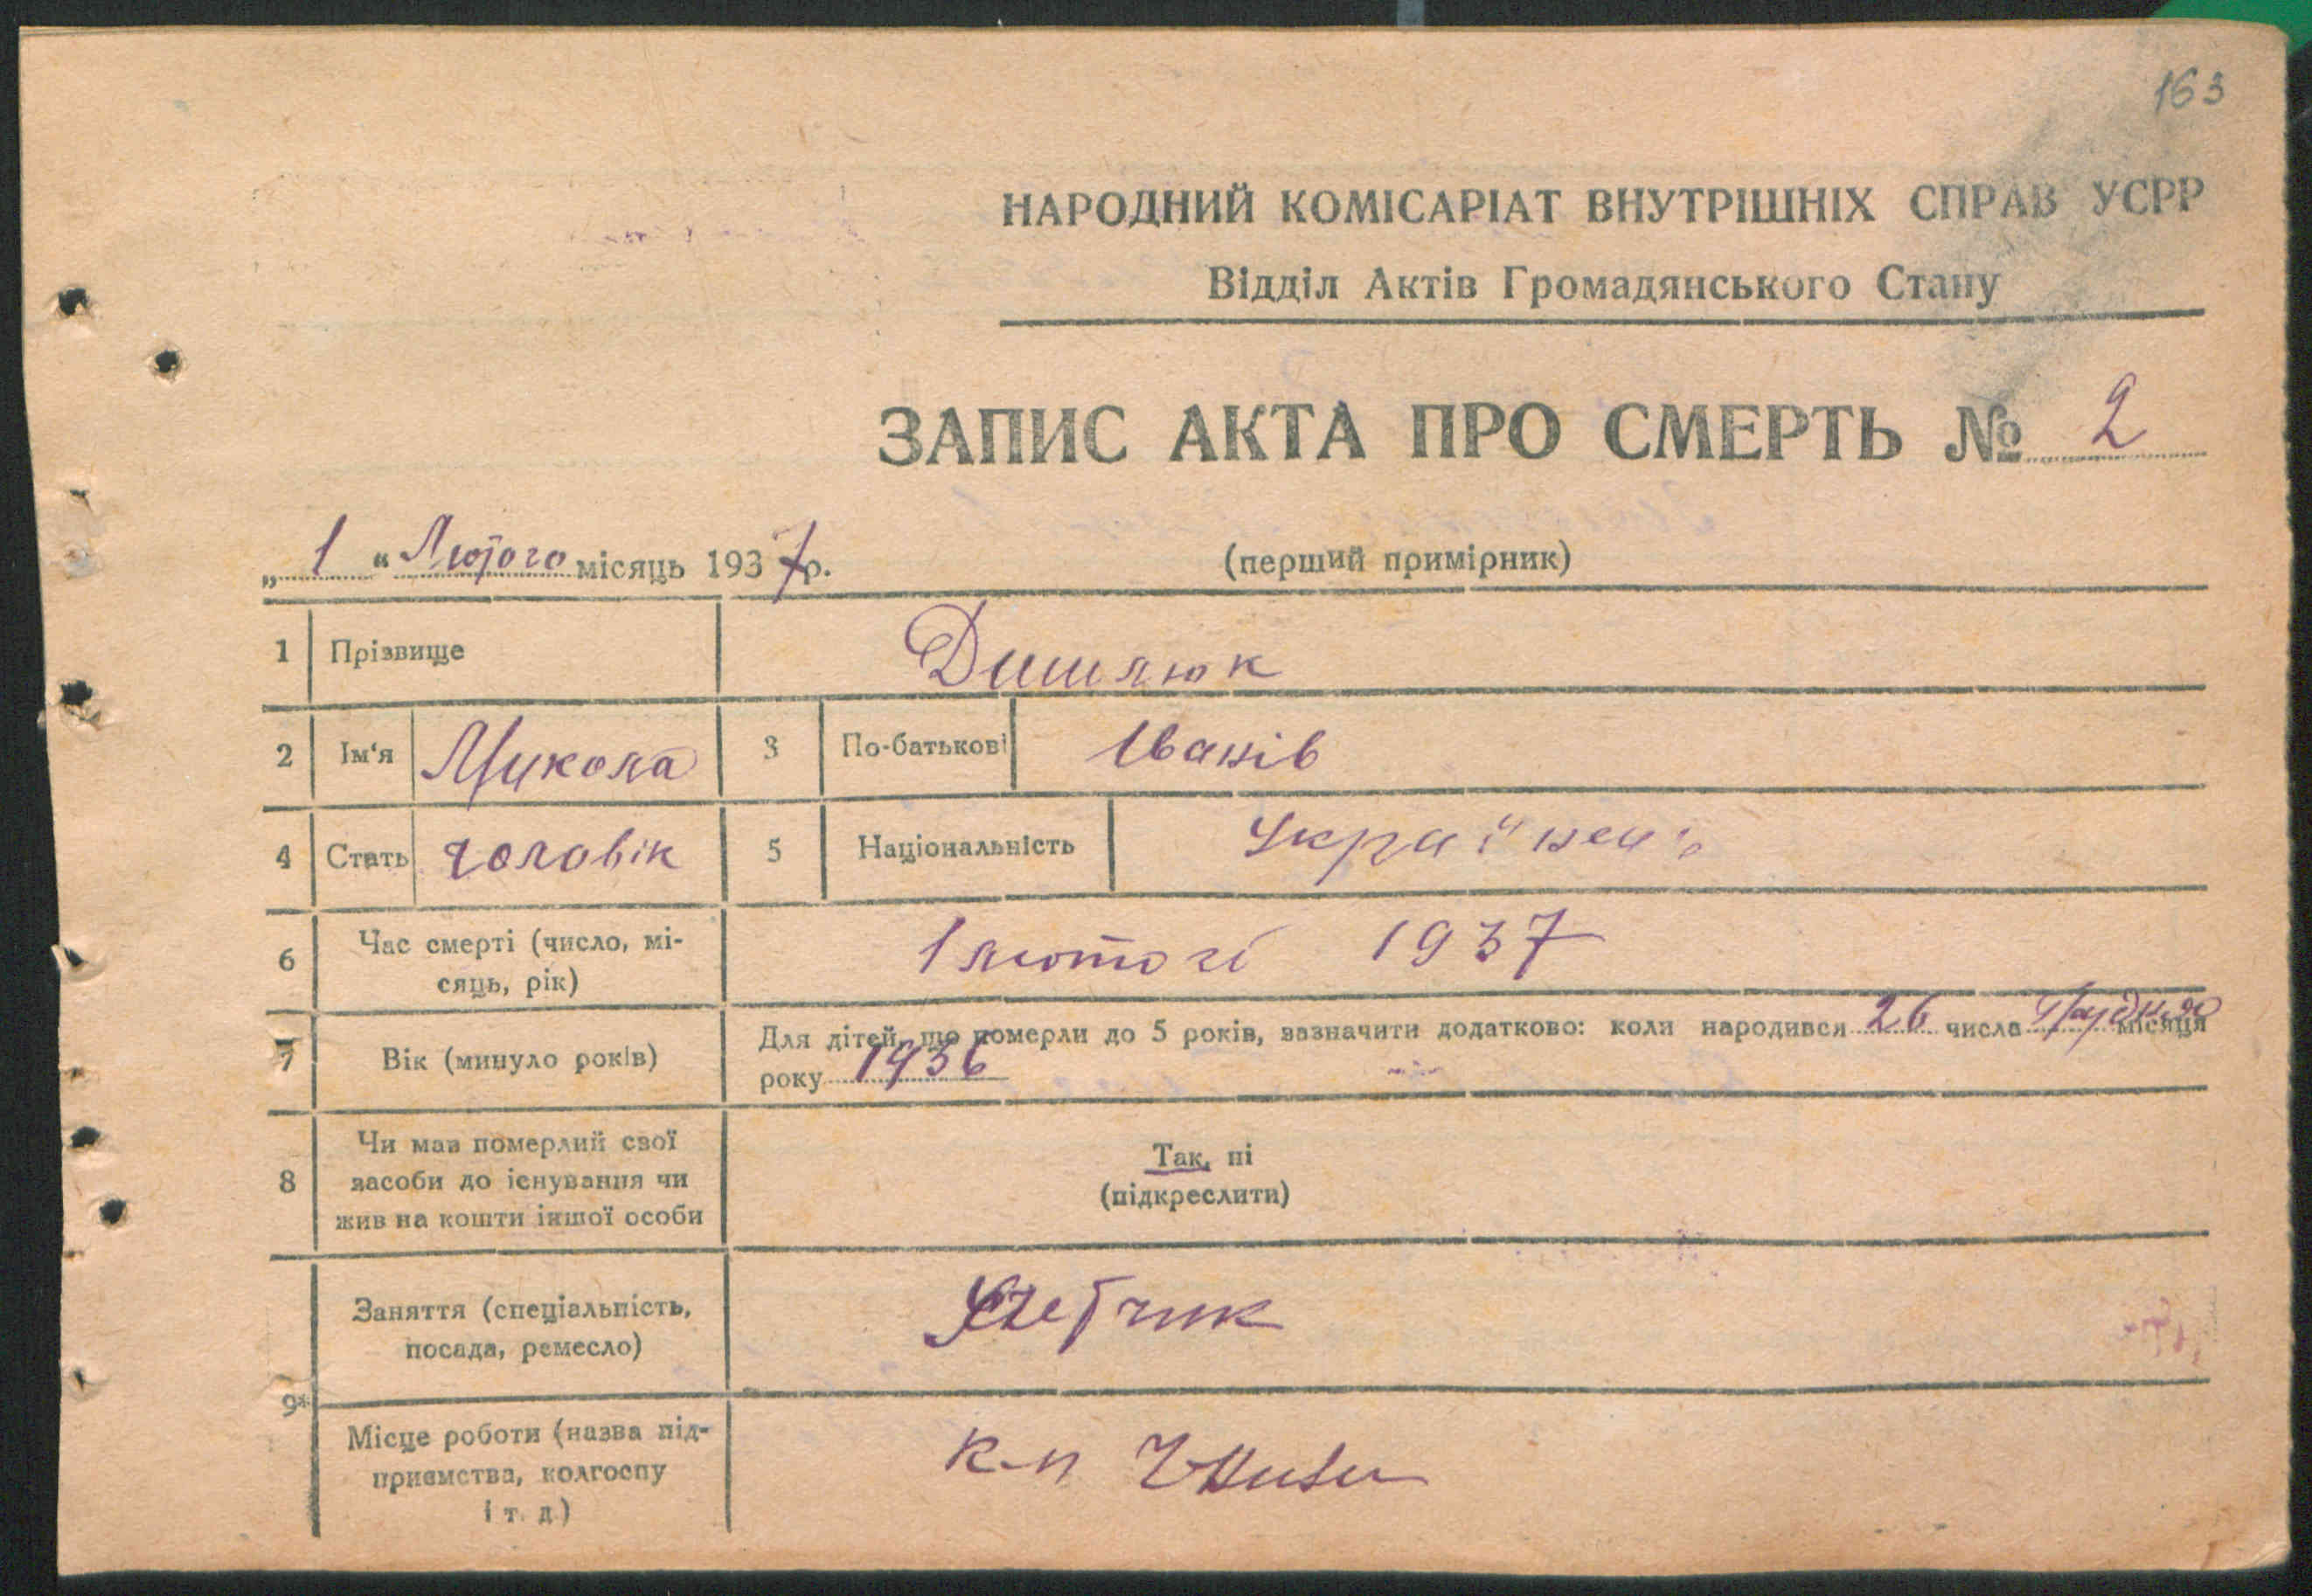 163
НАРОДНИЙ КОМІСАРІАТ ВНУТРІШНІХ СПРАВ УСРР
Відділ Актів Громадянського Стану
ЗАПИС АКТА ПРО СМЕРТЬ № 2
„ 1 “ Лютого місяць 1937 р.
(перший примірник)
1 Прізвище Дишлюк
2 Ім‘я Микола 3 По-батькові Іванів
4 Стать чоловік 5 Національність Українець
6 Час смерті (число, мі-
сяць, рік) 1 лютого 1937
7 Вік (минуло років) Для дітей, що померли до 5 років, зазначити додатково: коли народився 26 числа Грудня місяця
року 1936
8 Чи мав померлий свої
засоби до існування чи
жив на кошти іншої особи
Так, ні
(підкреслити)
9*
Заняття (спеціальність,
посада, ремесло)
Місце роботи (назва під-
приємства, колгоспу
і т. д.)
к-п